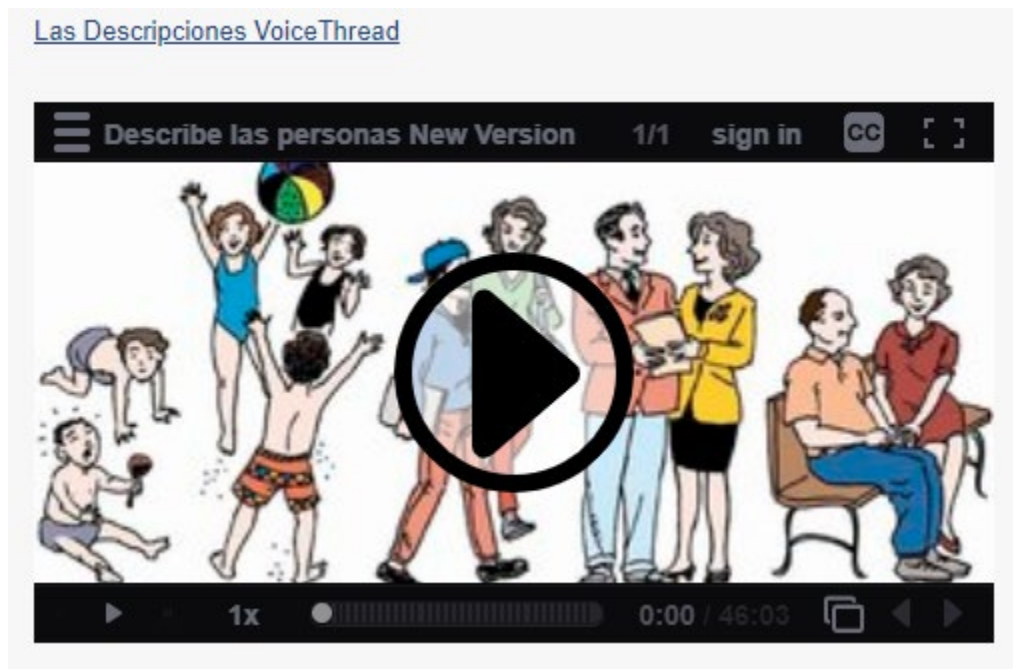 Las Descripciones VoiceThread
Describe las personas New Version 1/1 sign in CC
1x 0:00 / 46:03